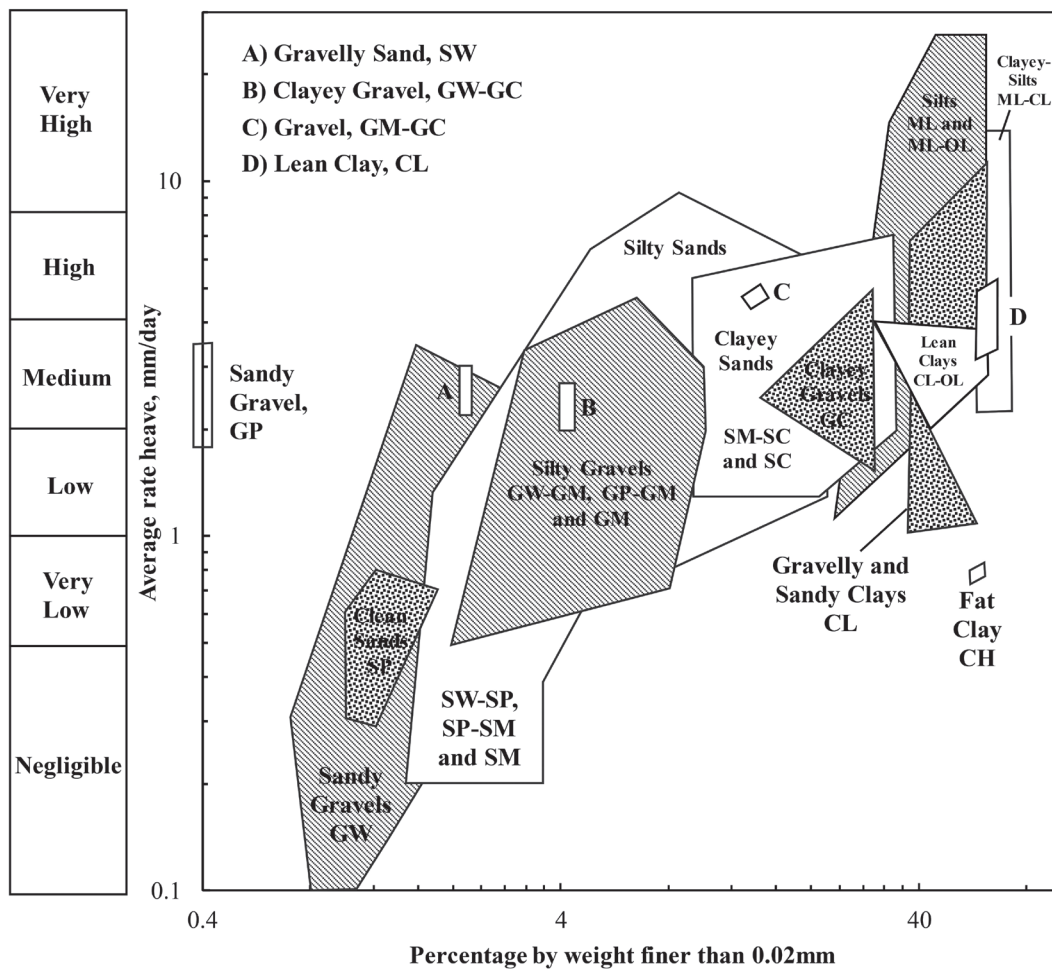 A) Gravelly Sand, SW
B) Clayey Gravel, GW-GC
C) Gravel, GM-GC
D) Lean Clay, CL
Very
High
High
Medium
Low
Very
Low
Negligible
Average rate heave, mm/day
10
1
0.1
0.4
4
40
Percentage by weight finer than 0.02mm
Sandy
Gravel,
GP
A
B
C
D
Silty Sands
Silts
ML and
ML-OL
Clayey-
Silts
ML-CL
Clayey
Sands
SM-SC
and SC
Clayey
Gravels
GC
Lean
Clays
CL-OL
Silty Gravels
GW-GM, GP-GM
and GM
Clean
Sands
SP
SW-SP,
SP-SM
and SM
Sandy
Gravels
GW
Gravelly and
Sandy Clays
CL
Fat
Clay
CH